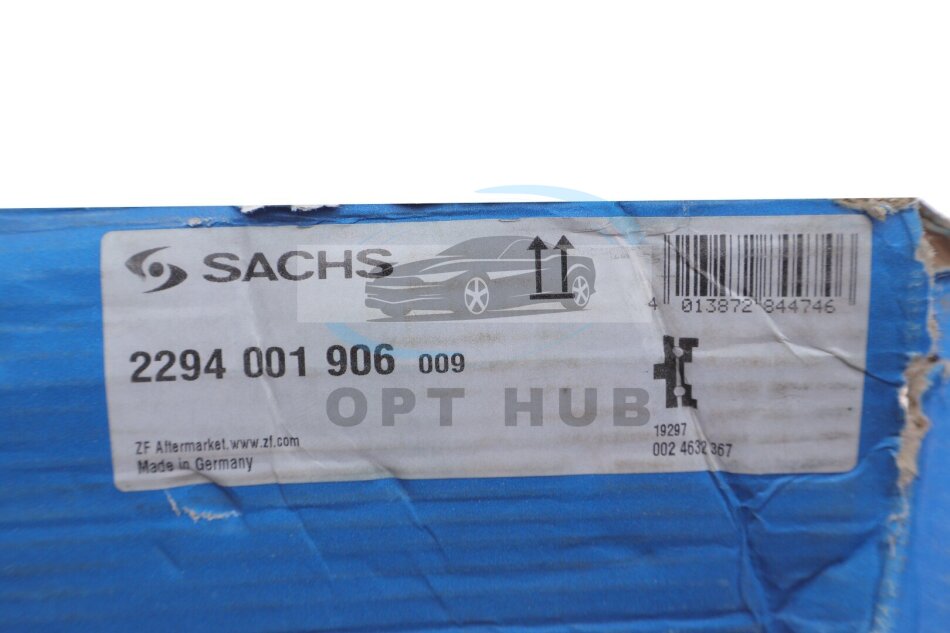 SACHS
4 013872 844746
2294 001 906 009
OPT HUB
19297
002 4632 367
ZF Aftermarket.www.zf.com
Made in Germany